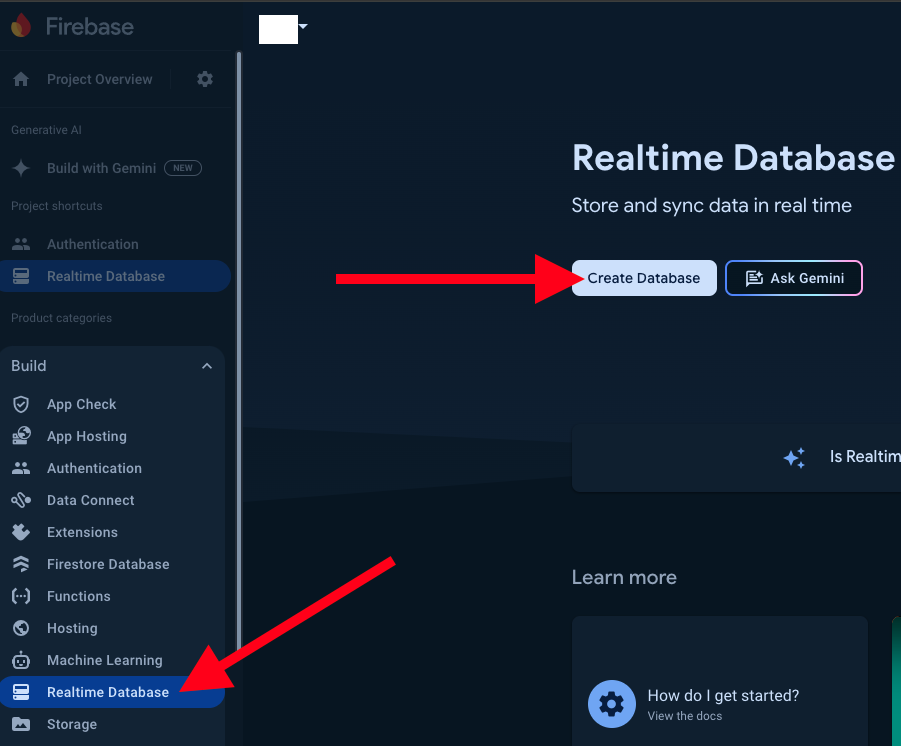 Firebase
Project Overview
Generative AI
Build with Gemini NEW
Project shortcuts
Authentication
Realtime Database
Product categories
Build
App Check
App Hosting
Authentication
Data Connect
Extensions
Firestore Database
Functions
Hosting
Machine Learning
Realtime Database
Storage
Realtime Database
Store and sync data in real time
Create Database
Ask Gemini
Is Realtim
Learn more
How do I get started?
View the docs